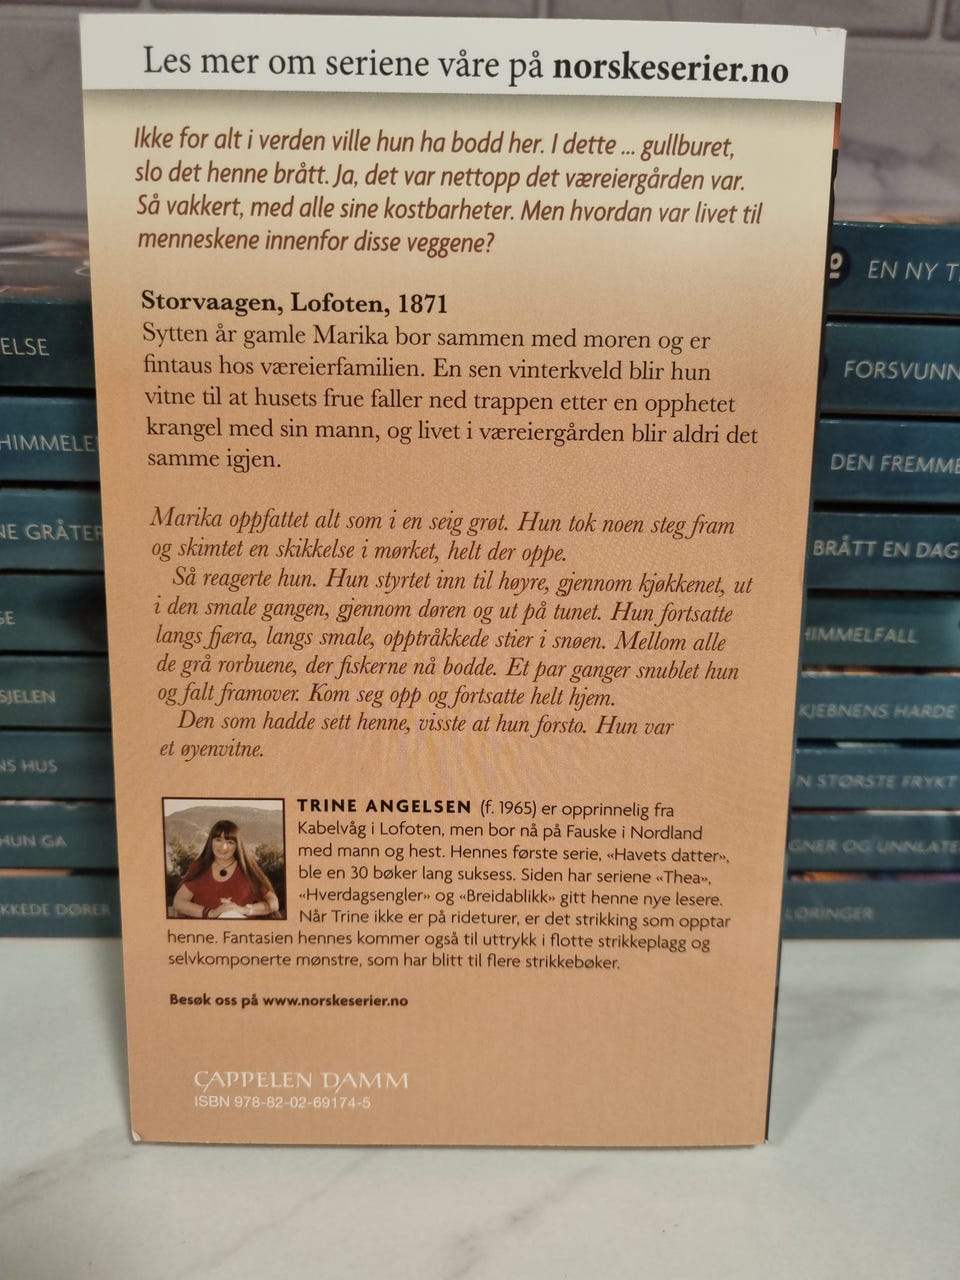 Les mer om seriene våre på norskeserier.no
Ikke for alt i verden ville hun ha bodd her. I dette ... gullburet,
slo det henne brått. Ja, det var nettopp det væreiergården var.
Så vakkert, med alle sine kostbarheter. Men hvordan var livet til
menneskene innenfor disse veggene?
Storvaagen, Lofoten, 1871
Sytten år gamle Marika bor sammen med moren og er
fintaus hos væreierfamilien. En sen vinterkveld blir hun
vitne til at husets frue faller ned trappen etter en opphetet
krangel med sin mann, og livet i væreiergården blir aldri det
samme igjen.
Marika oppfattet alt som i en seig grøt. Hun tok noen steg fram
og skimtet en skikkelse i mørket, helt der oppe.
Så reagerte hun. Hun styrtet inn til høyre, gjennom kjøkkenet, ut
i den smale gangen, gjennom døren og ut på tunet. Hun fortsatte
langs fjæra, langs smale, opptråkkede stier i snøen. Mellom alle
de grå rorbuene, der fiskerne nå bodde. Et par ganger snublet hun
og falt framover. Kom seg opp og fortsatte helt hjem.
Den som hadde sett henne, visste at hun forsto. Hun var
et øyenvitne.
TRINE ANGELSEN (f. 1965) er opprinnelig fra
Kabelvåg i Lofoten, men bor nå på Fauske i Nordland
med mann og hest. Hennes første serie, «Havets datter»,
ble en 30 bøker lang suksess. Siden har seriene «Thea»,
«Hverdagsengler» og «Breidablikk» gitt henne nye lesere.
Når Trine ikke er på rideturer, er det strikking som opptar
henne. Fantasien hennes kommer også til uttrykk i flotte strikkeplagg og
selvkomponerte mønstre, som har blitt til flere strikkebøker.
Besøk oss på www.norskeserier.no
CAPPELEN DAMM
ISBN 978-82-02-69174-5
ELSE
HIMMELE
NE GRÅTER
SE
SJELEN
NS HUS
HUN GA
KKEDE DØRER
EN NY T
FORSVUNN
DEN FREMME
BRÅTT EN DAG
HIMMELFALL
KJEBNENS HARDE
N STØRSTE FRYKT
GNER OG UNNLATE
LØRINGER